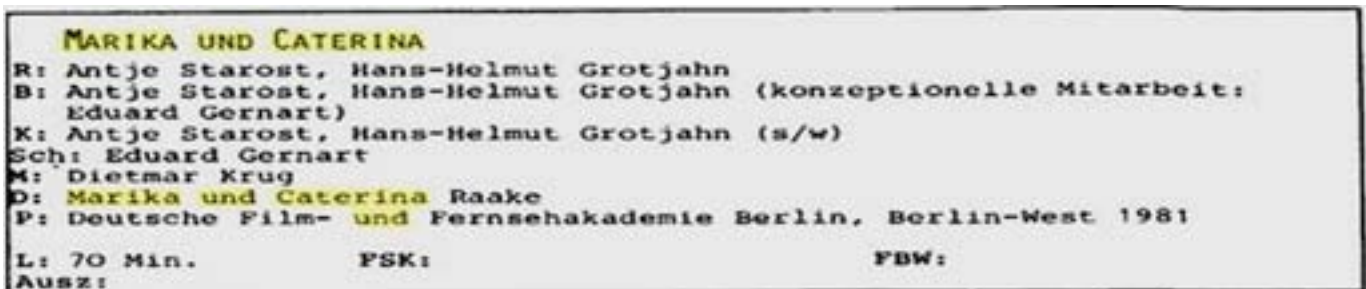 MARIKA UND CATERINA
R: Antje Starost, Hans-Helmut Grotjahn
B: Antje Starost, Hans-Helmut Grotjahn (konzeptionelle Mitarbeit:
Eduard Gernart)
K: Antje Starost, Hans-Helmut Grotjahn (s/w)
Sch: Eduard Gernart
M: Dietmar Krug
D: Marika und Caterina Raake
P: Deutsche Film- und Fernsehakademie Berlin, Berlin-West 1981
L: 70 Min. FSK: FBW:
Ausz: